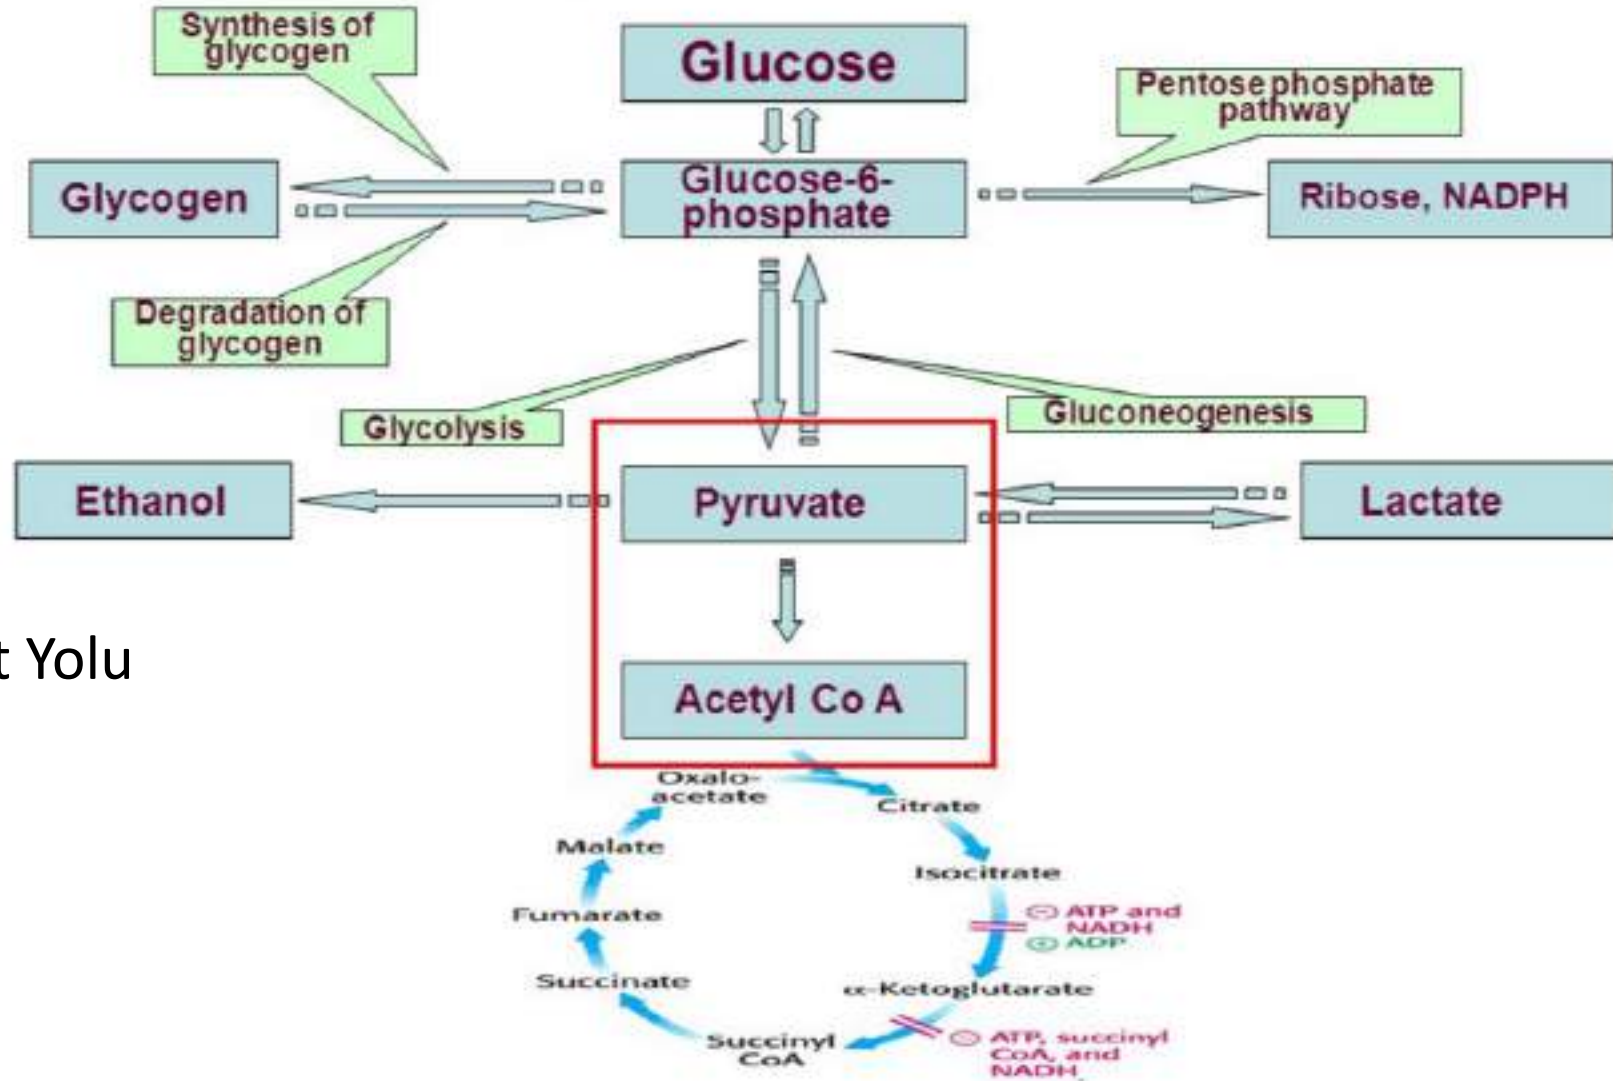 Synthesis of
glycogen
Glucose
Pentose phosphate
pathway
Glycogen
Glucose-6-
phosphate
Ribose, NADPH
Degradation of
glycogen
Glycolysis
Gluconeogenesis
Ethanol
Pyruvate
Lactate
t Yolu
Acetyl Co A
Oxalo-
acetate
Citrate
Malate
Isocitrate
Fumarate
⊖ ATP and
NADH
⊕ ADP
Succinate
α-Ketoglutarate
Succinyl
CoA
⊖ ATP, succinyl
CoA, and
NADH